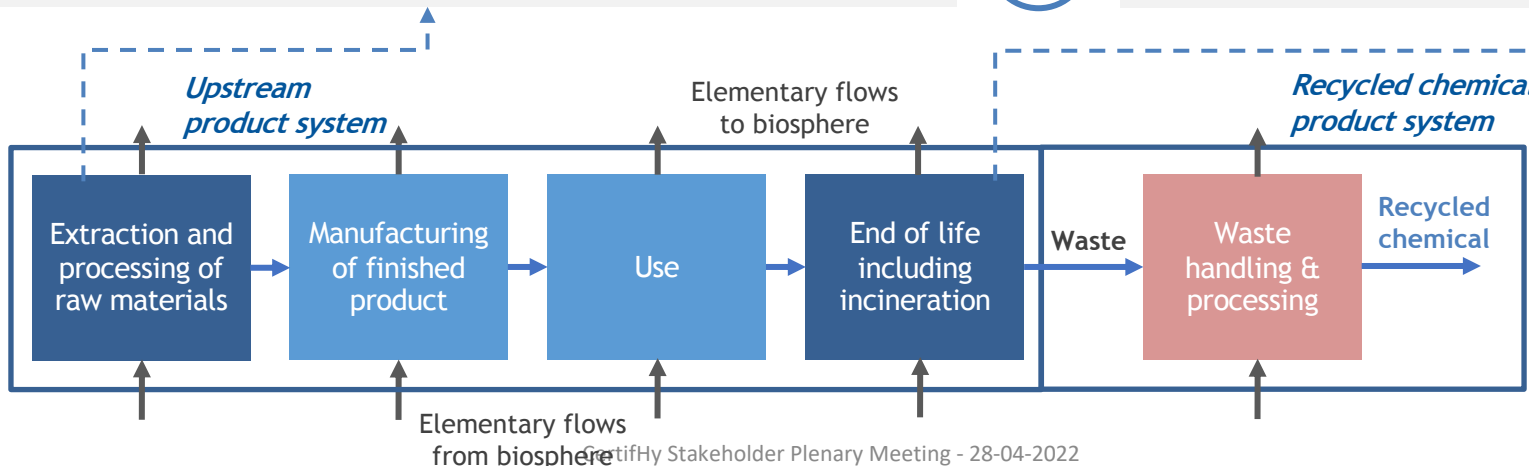 Upstream
product system
Elementary flows
to biosphere
Recycled chemical
product system
Extraction and
processing of
raw materials
Manufacturing
of finished
product
Use
End of life
including
incineration
Waste
Waste
handling &
processing
Recycled
chemical
Elementary flows
from biosphere
CertifHy Stakeholder Plenary Meeting - 28-04-2022